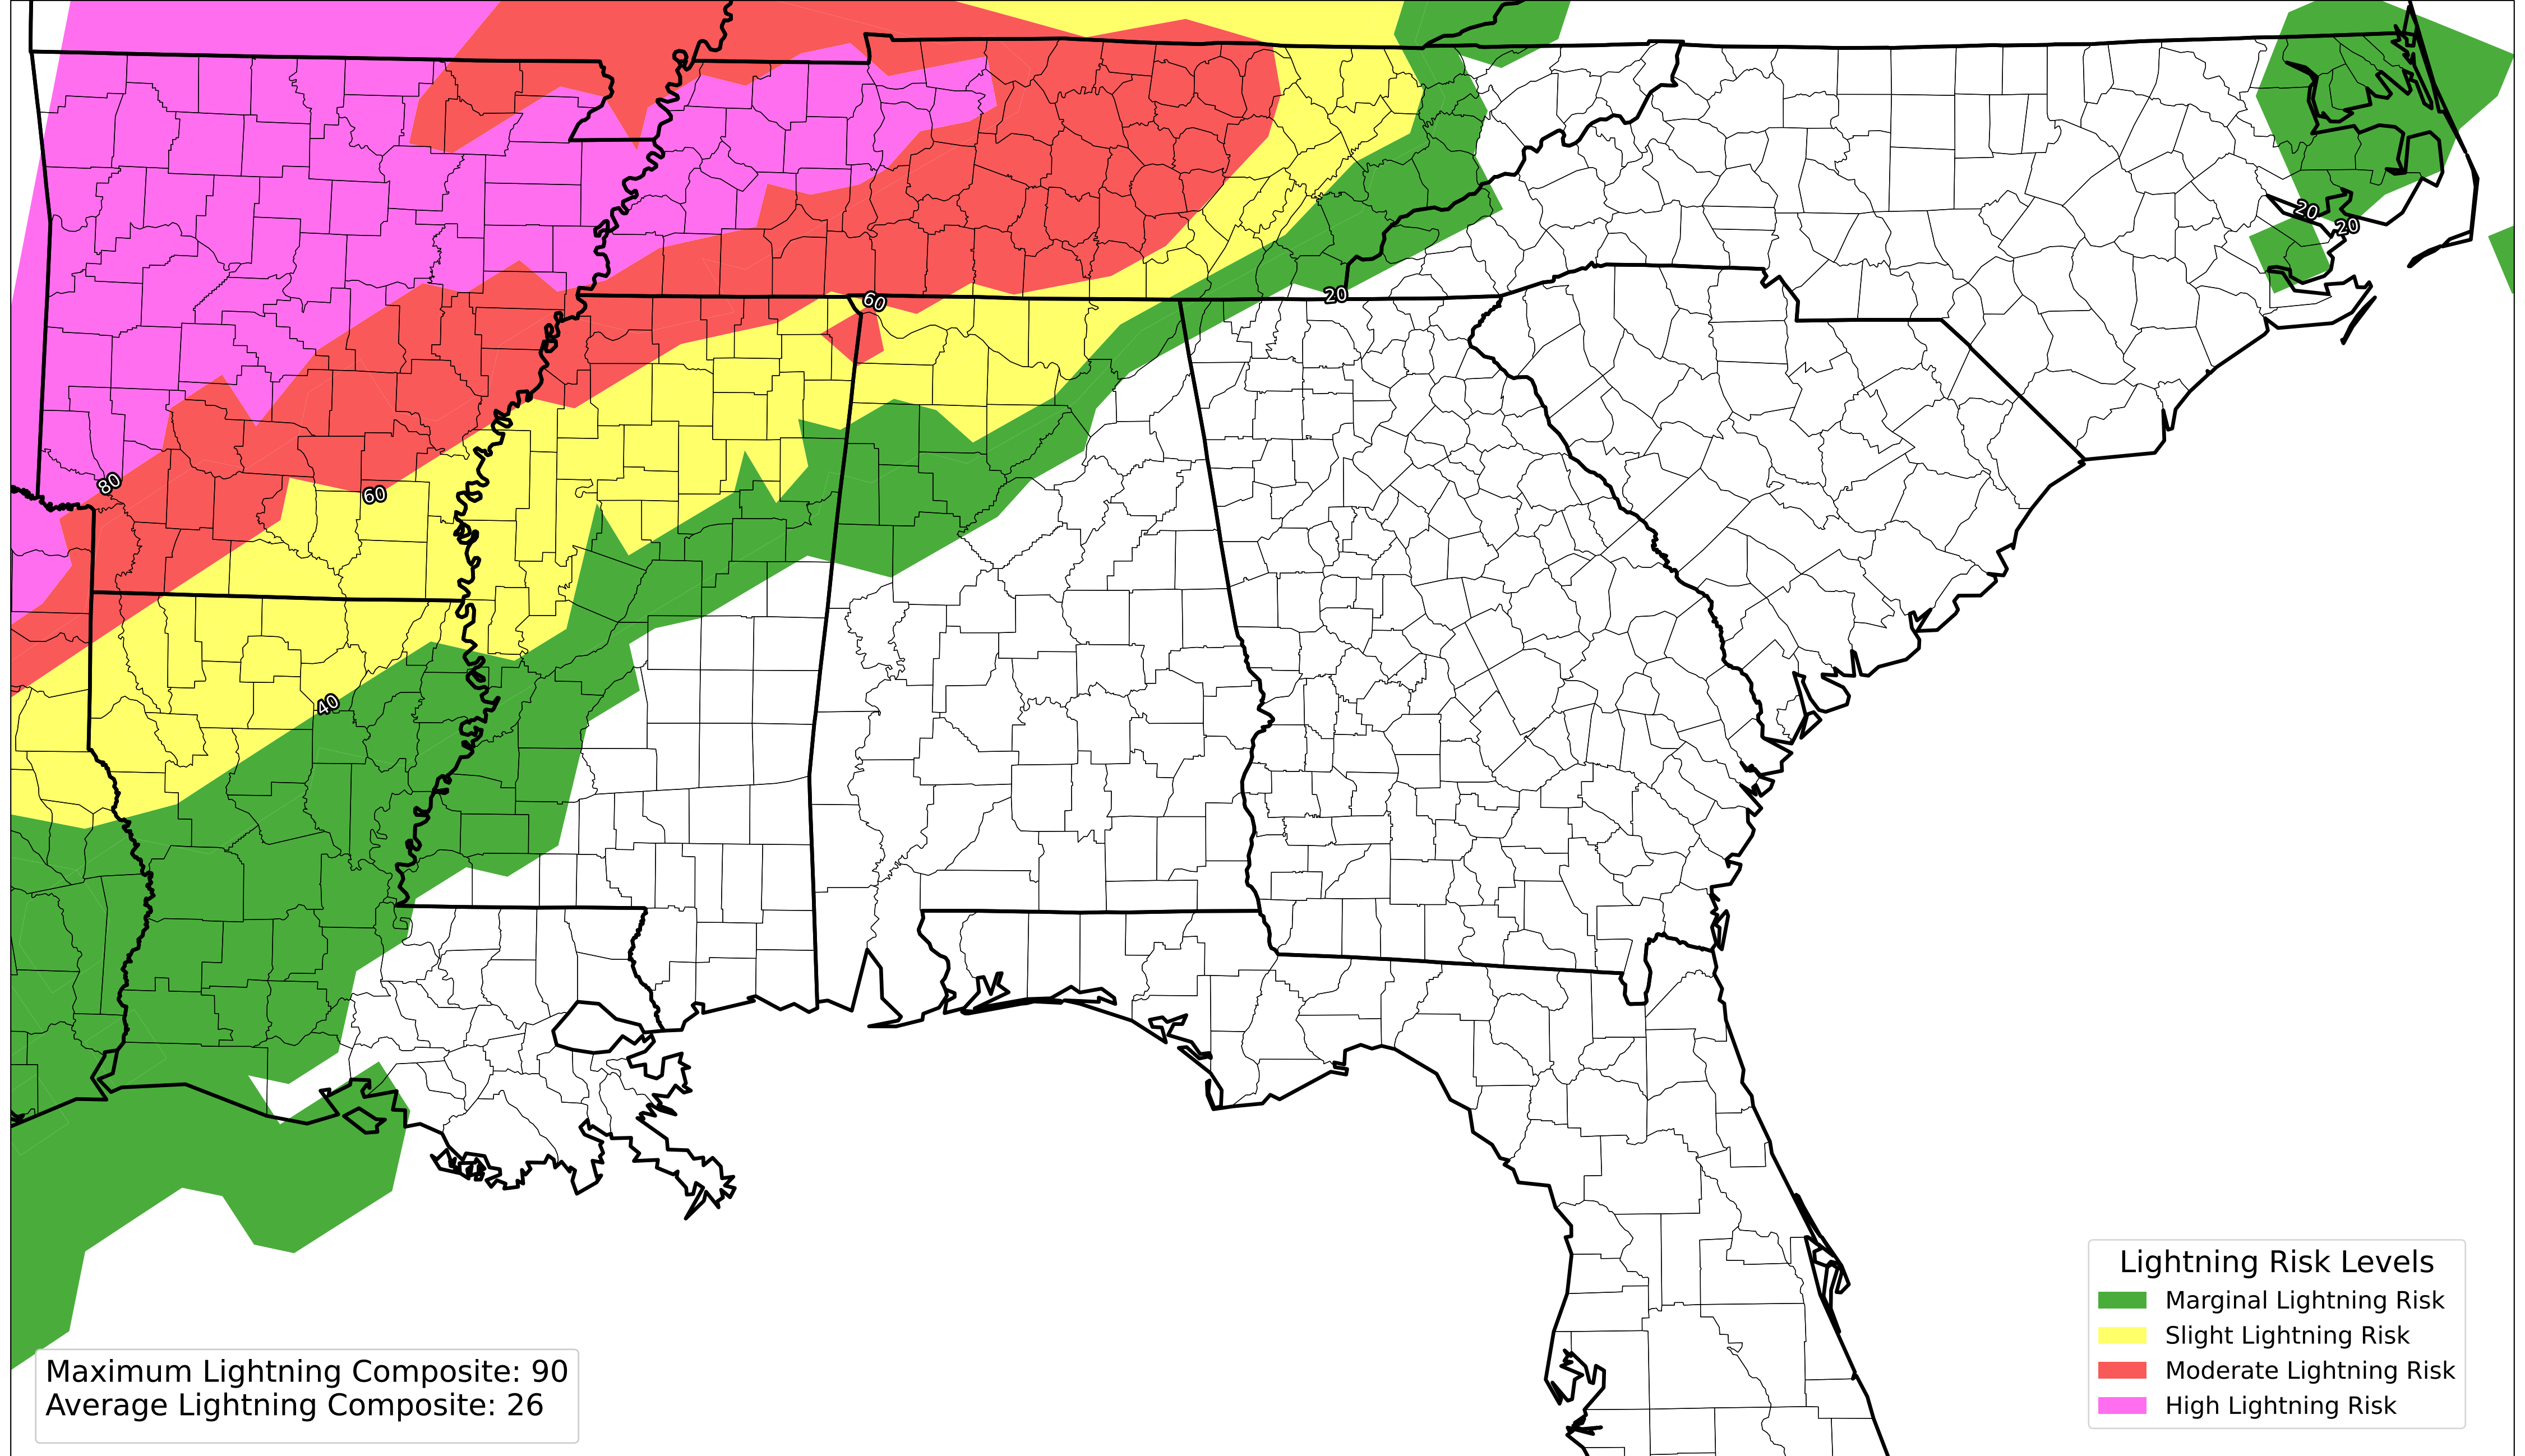 20
20
20
60
80
60
40
Lightning Risk Levels
Marginal Lightning Risk
Slight Lightning Risk
Moderate Lightning Risk
High Lightning Risk
Maximum Lightning Composite: 90
Average Lightning Composite: 26